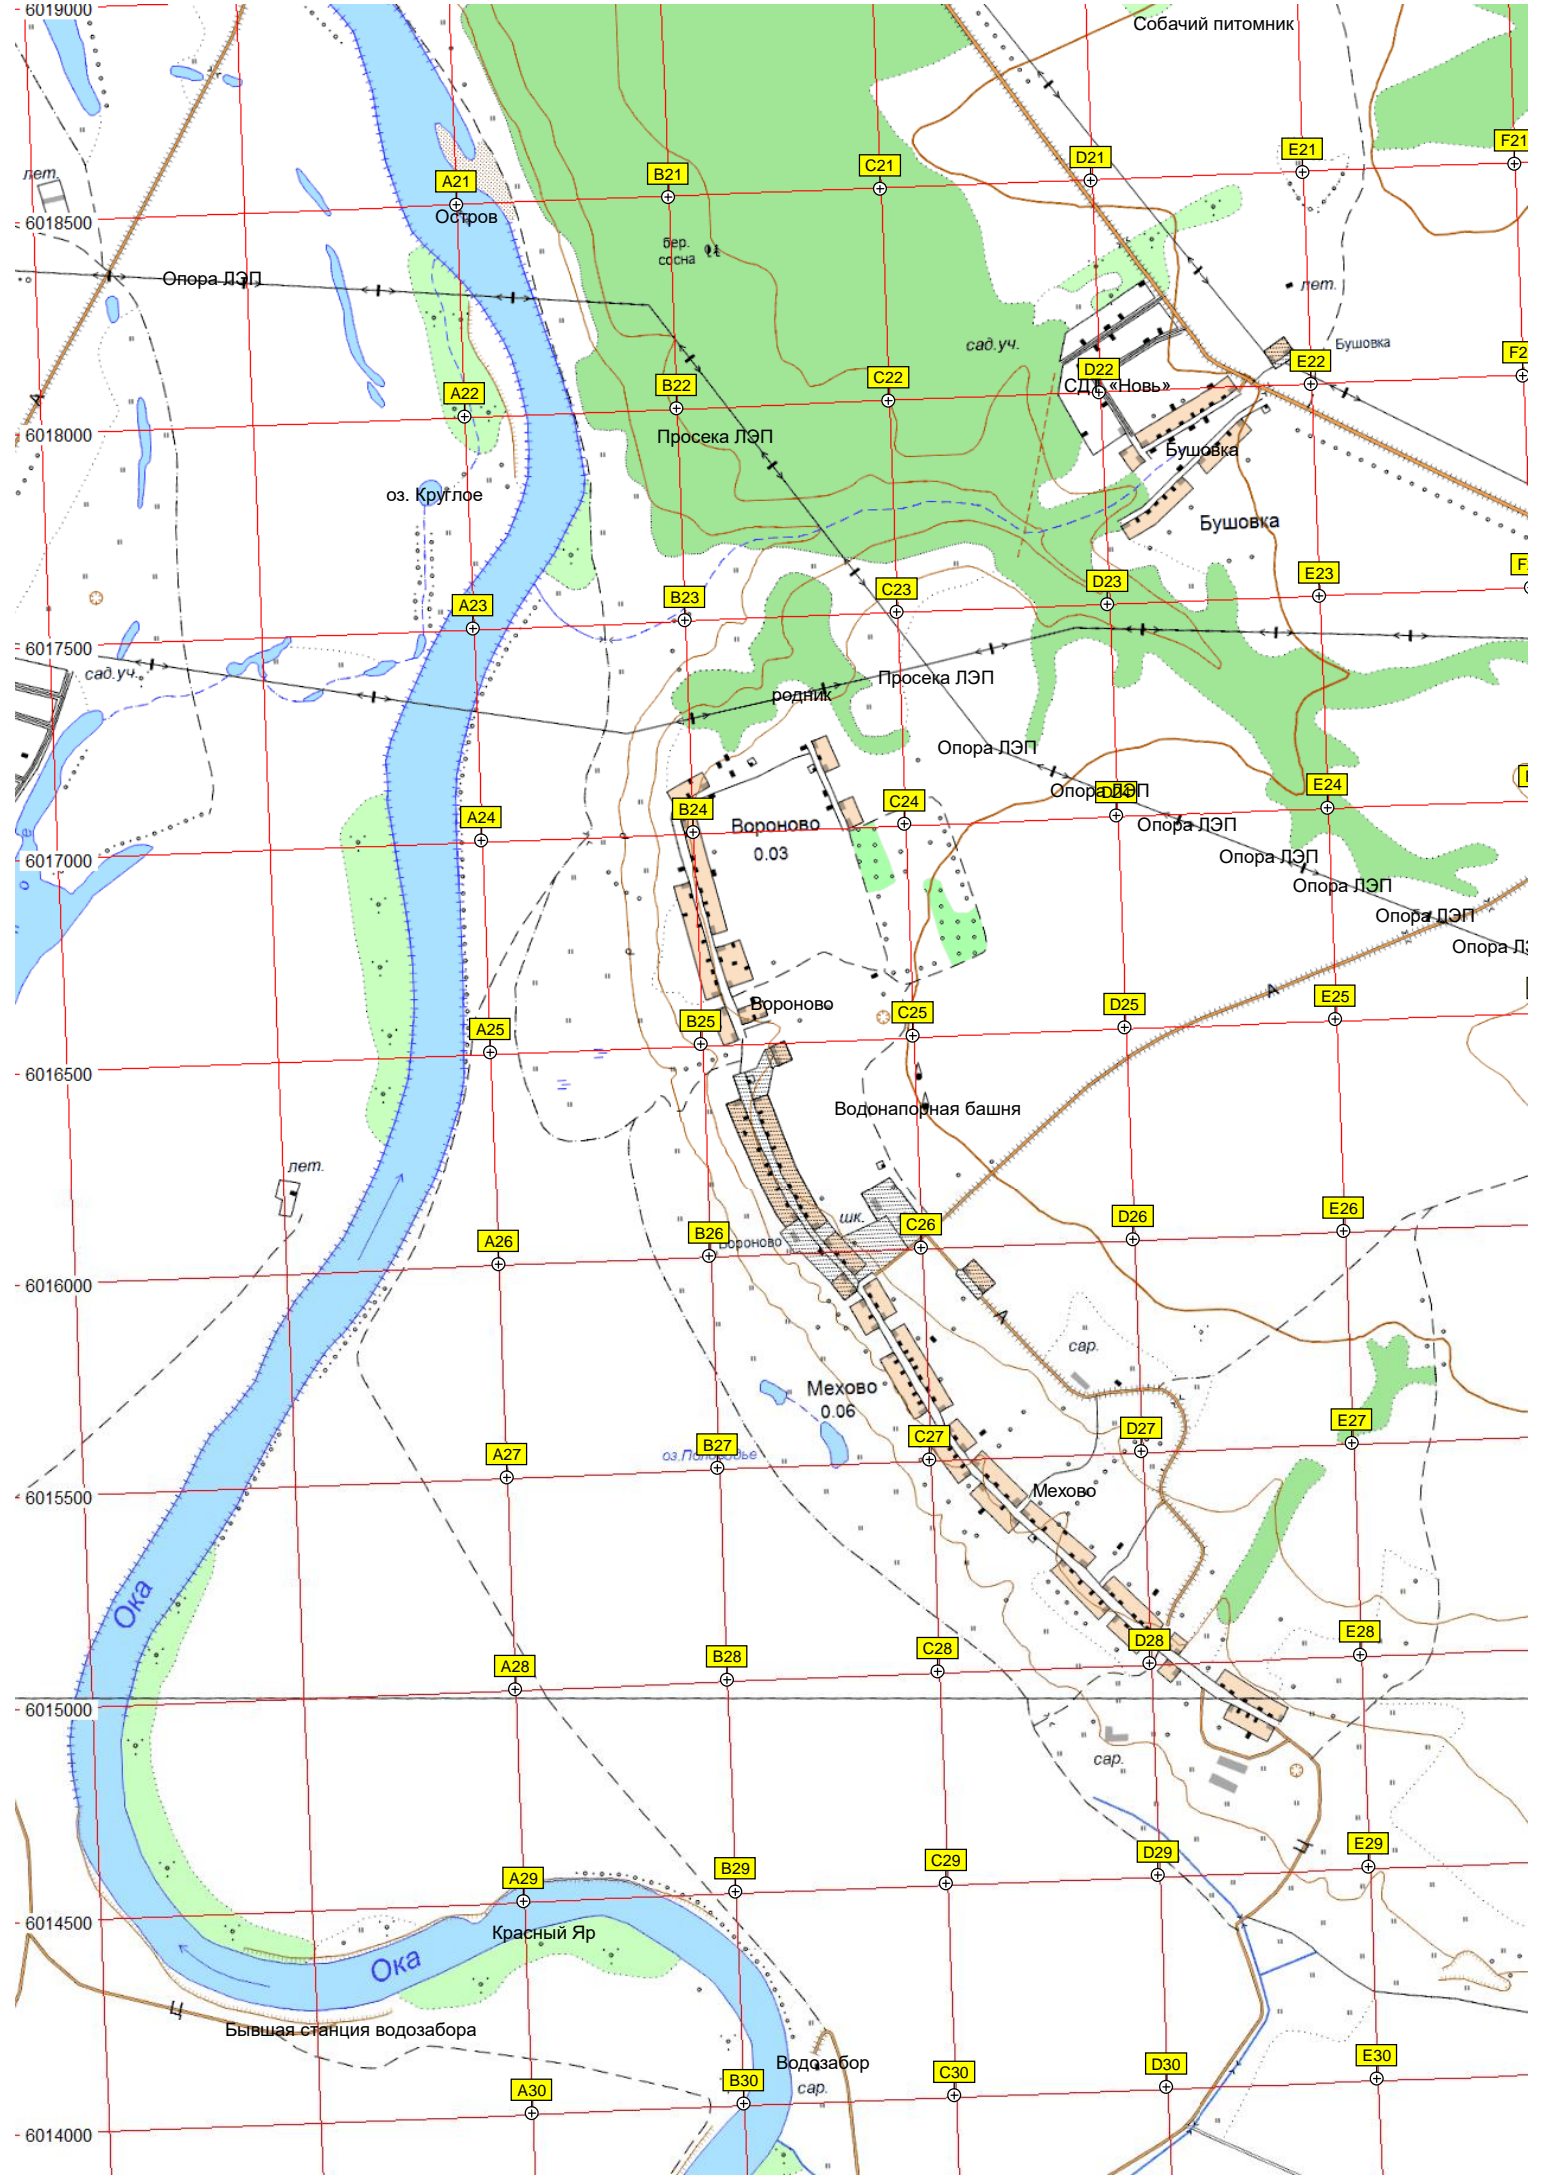 6019000
Собачий питомник
A21
B21
C21
D21
E21
F21
лет.
6018500
Остров
бер.
сосна
Опора ЛЭП
лет.
сад.уч.
Бушовка
A22
B22
C22
D22
E22
СДТ «Новь»
6018000
Просека ЛЭП
Бушовка
оз. Круглое
Бушовка
A23
B23
C23
D23
E23
6017500
сад.уч.
Просека ЛЭП
родник
Опора ЛЭП
Опора ЛЭП
A24
B24
C24
D24
E24
Вороново
0.03
Опора ЛЭП
6017000
Опора ЛЭП
Опора ЛЭП
Опора ЛЭП
A
Вороново
A25
B25
C25
D25
E25
6016500
Водонапорная башня
лет.
шк.
A26
B26
C26
D26
E26
Вороново
6016000
A
сар.
Мехово
0.06
A27
B27
C27
D27
E27
6015500
Мехово
Ока
A28
B28
C28
D28
E28
6015000
сар.
A29
B29
C29
D29
E29
Ц
6014500
Красный Яр
Ока
Ц
Бывшая станция водозабора
Водозабор
сар.
A30
B30
C30
D30
E30
6014000